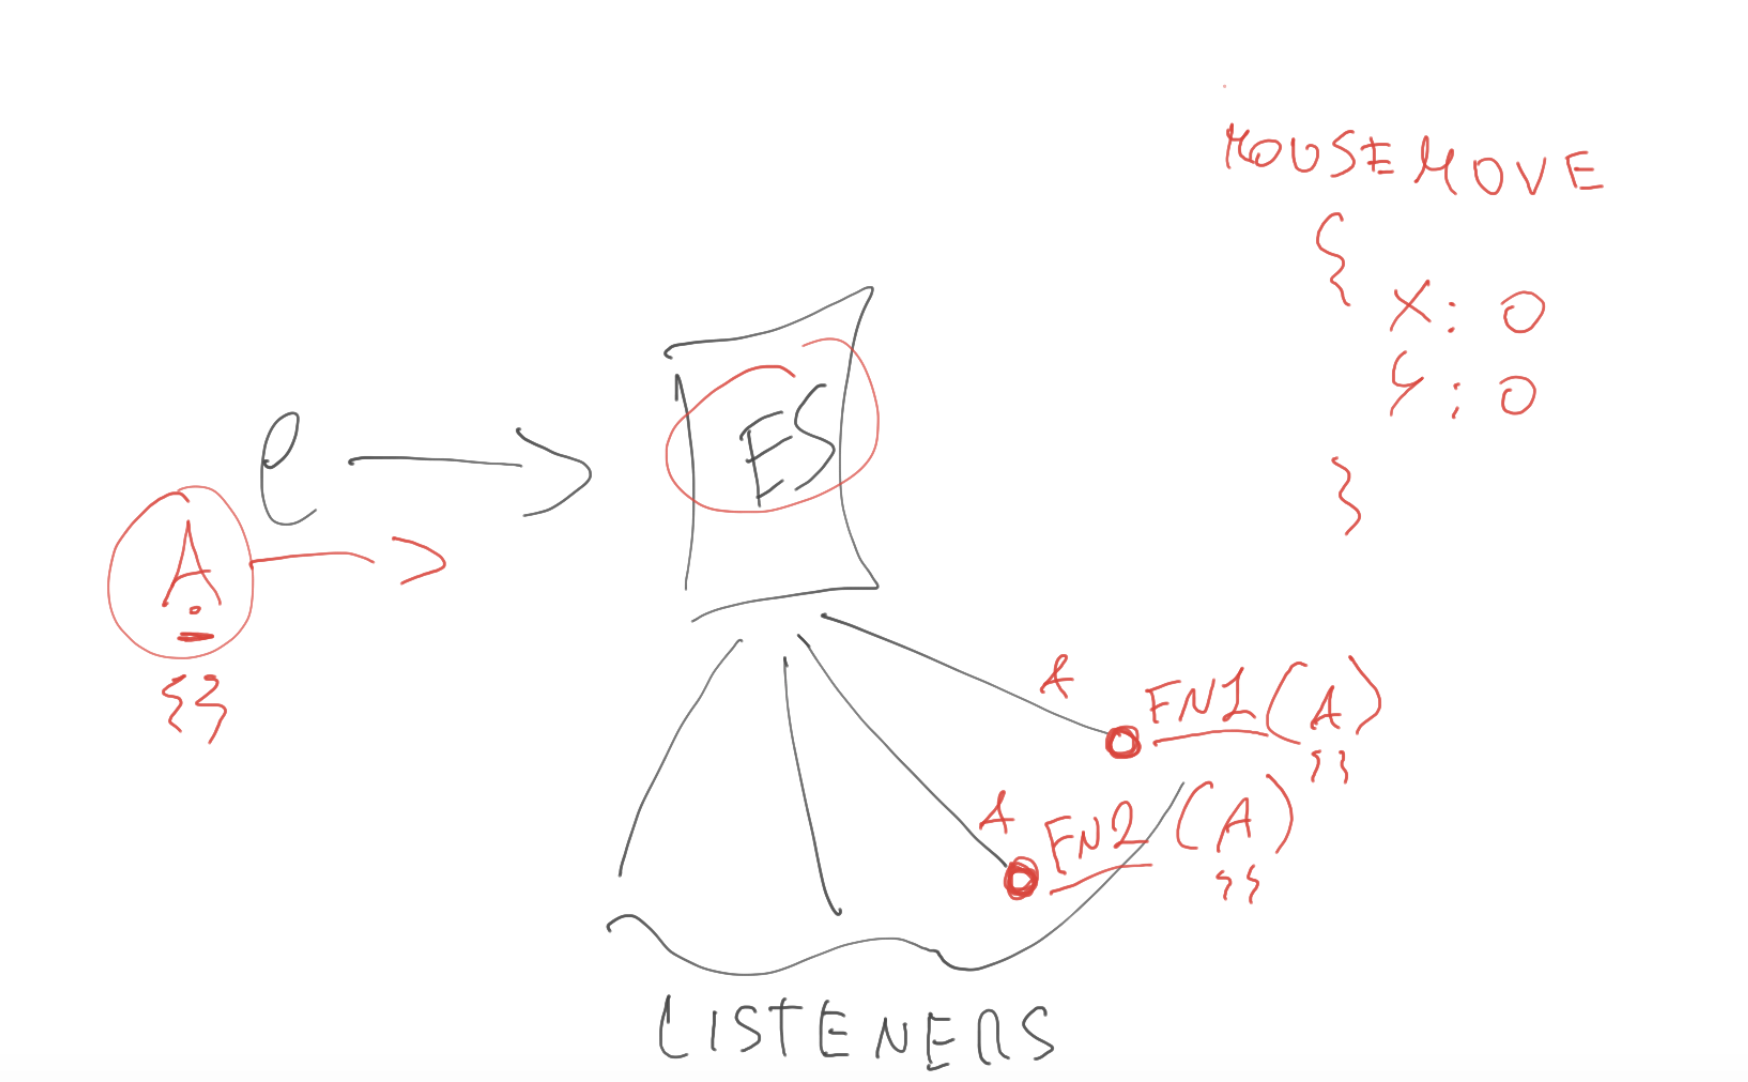 MOUSEMOVE
{
X: 0
Y: 0
}
ES
e
A
{}
A FN1(A)
{}
A FN2(A)
{}
LISTENERS